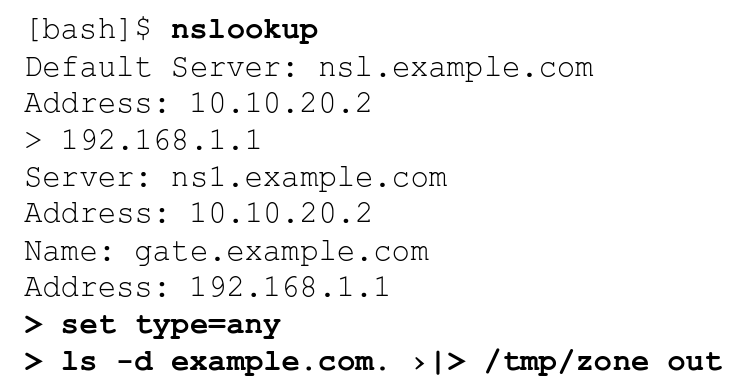 [bash]$ nslookup
Default Server: nsl.example.com
Address: 10.10.20.2
> 192.168.1.1
Server: ns1.example.com
Address: 10.10.20.2
Name: gate.example.com
Address: 192.168.1.1
> set type=any
> ls -d example.com. ›|> /tmp/zone out